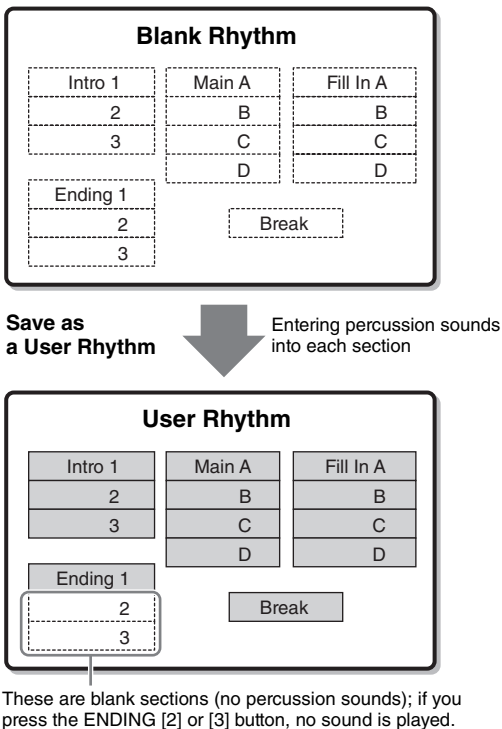 Blank Rhythm
Intro 1
2
3
Main A
B
C
D
Fill In A
B
C
D
Ending 1
2
3
Break
Save as
a User Rhythm
Entering percussion sounds
into each section
User Rhythm
Intro 1
2
3
Main A
B
C
D
Fill In A
B
C
D
Ending 1
2
3
Break
These are blank sections (no percussion sounds); if you
press the ENDING [2] or [3] button, no sound is played.